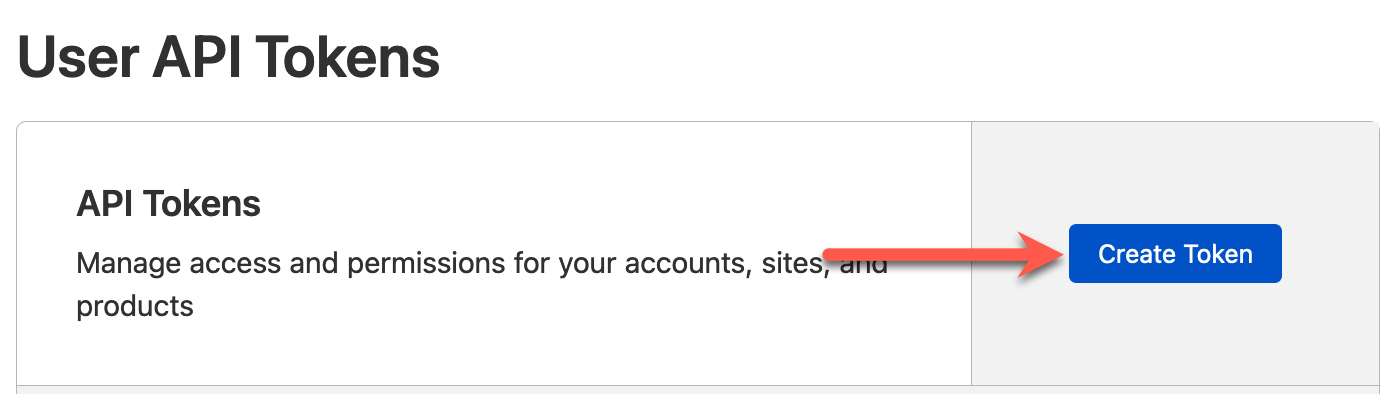 User API Tokens
API Tokens
Manage access and permissions for your accounts, sites, and
products
Create Token